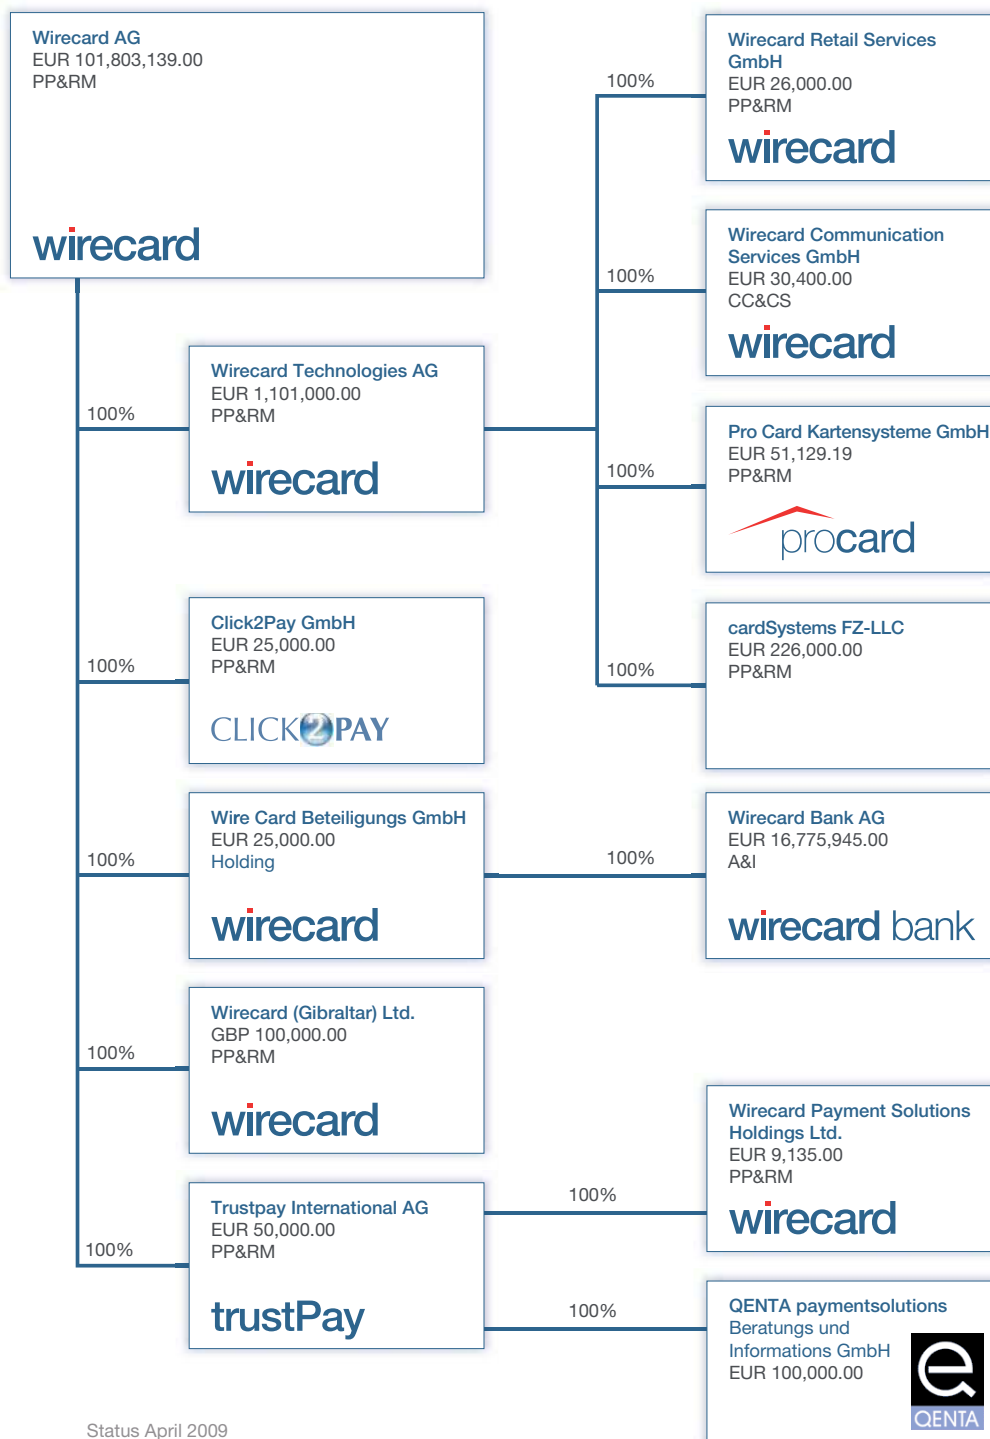 Wirecard AG
EUR 101,803,139.00
PP&RM
wirecard
100%
Wirecard Technologies AG
EUR 1,101,000.00
PP&RM
wirecard
100%
Click2Pay GmbH
EUR 25,000.00
PP&RM
CLICK2PAY
100%
Wire Card Beteiligungs GmbH
EUR 25,000.00
Holding
wirecard
100%
Wirecard (Gibraltar) Ltd.
GBP 100,000.00
PP&RM
wirecard
100%
Trustpay International AG
EUR 50,000.00
PP&RM
trustPay
100%
Wirecard Retail Services
GmbH
EUR 26,000.00
PP&RM
wirecard
100%
Wirecard Communication
Services GmbH
EUR 30,400.00
CC&CS
wirecard
100%
Pro Card Kartensysteme GmbH
EUR 51,129.19
PP&RM
procard
100%
cardSystems FZ-LLC
EUR 226,000.00
PP&RM
100%
Wirecard Bank AG
EUR 16,775,945.00
A&I
wirecard bank
100%
Wirecard Payment Solutions
Holdings Ltd.
EUR 9,135.00
PP&RM
wirecard
100%
QENTA paymentsolutions
Beratungs und
Informations GmbH
EUR 100,000.00
QENTA
Status April 2009